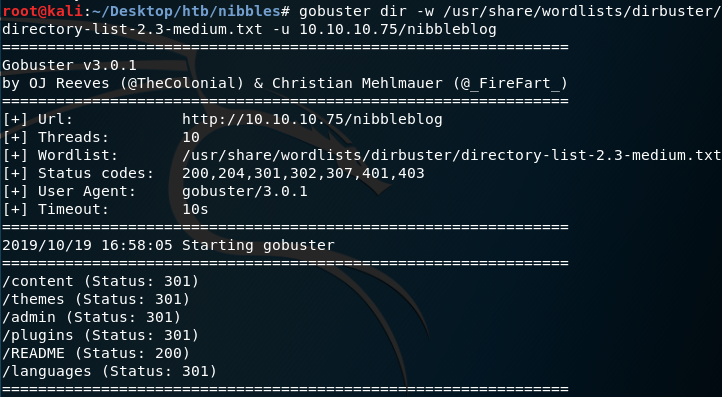 root@kali:~/Desktop/htb/nibbles# gobuster dir -w /usr/share/wordlists/dirbuster/
directory-list-2.3-medium.txt -u 10.10.10.75/nibbleblog
===============================================================
Gobuster v3.0.1
by OJ Reeves (@TheColonial) & Christian Mehlmauer (@_FireFart_)
===============================================================
[+] Url:            http://10.10.10.75/nibbleblog
[+] Threads:        10
[+] Wordlist:       /usr/share/wordlists/dirbuster/directory-list-2.3-medium.txt
[+] Status codes:   200,204,301,302,307,401,403
[+] User Agent:     gobuster/3.0.1
[+] Timeout:        10s
===============================================================
2019/10/19 16:58:05 Starting gobuster
===============================================================
/content (Status: 301)
/themes (Status: 301)
/admin (Status: 301)
/plugins (Status: 301)
/README (Status: 200)
/languages (Status: 301)
===============================================================